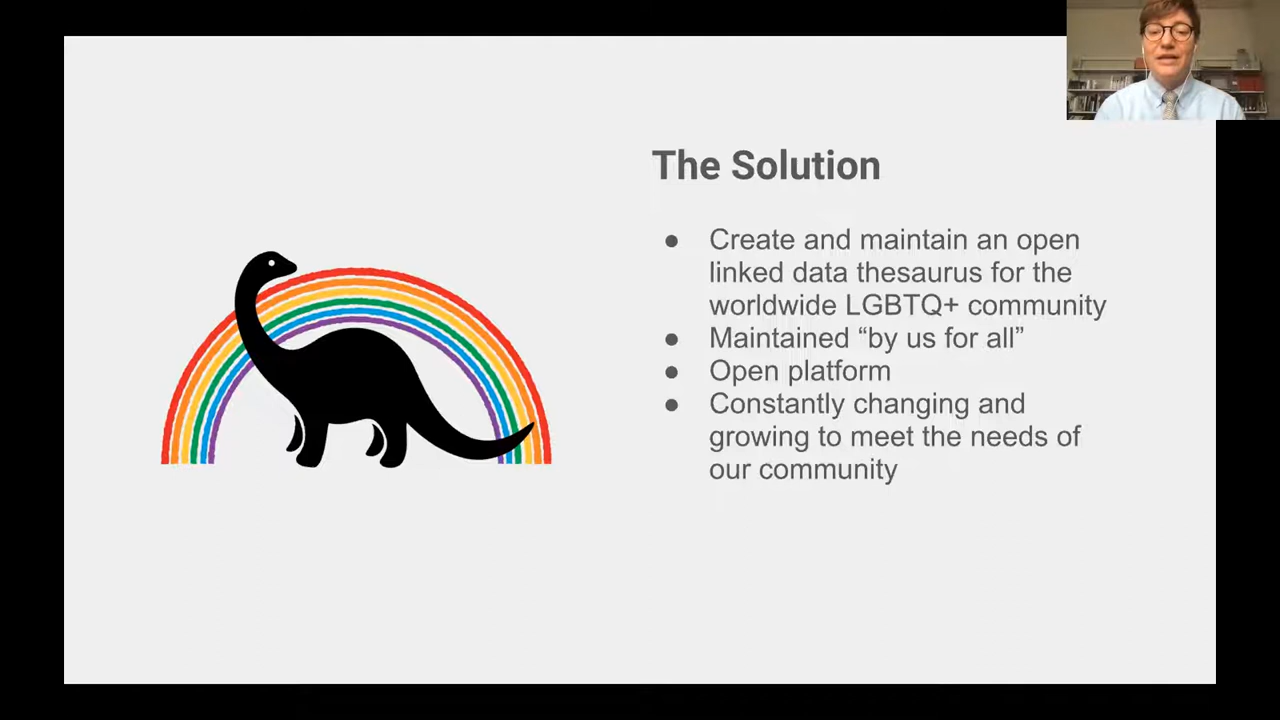 The Solution
● Create and maintain an open
linked data thesaurus for the
worldwide LGBTQ+ community
● Maintained “by us for all”
● Open platform
● Constantly changing and
growing to meet the needs of
our community